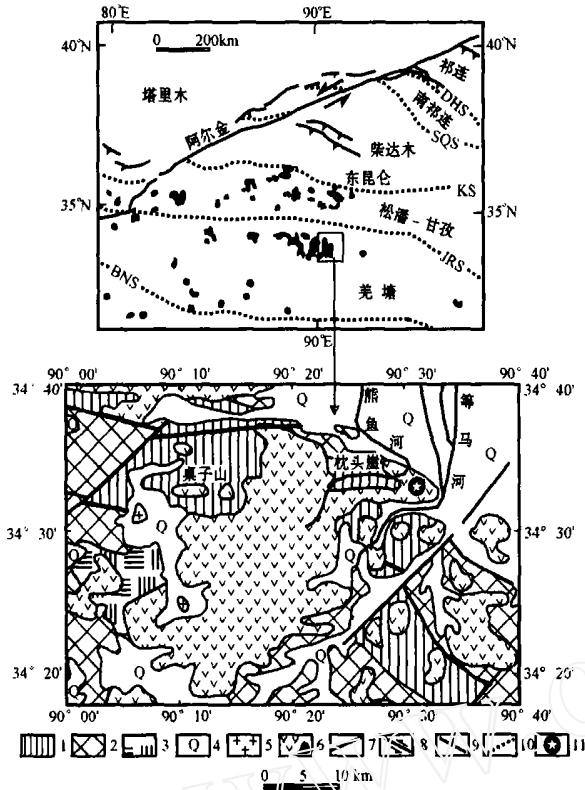 80°E 90°E
0 200km
40°N 40°N
祁连
塔里木
DHS
南祁连
SQS
阿尔金
柴达木
东昆仑
KS
35°N 松潘-甘孜 35°N
JRS
BNS
羌塘
90°E
90° 00′ 90° 10′ 90° 20′ 90° 30′ 90° 40′
34° 40′ 34° 40′
Q
熊鱼河
Q
等马河
Q
桌子山
枕头崖
34° 30′ 34° 30′
Q
Q
Q
Q
Q
Q
34° 20′ 34° 20′
90° 00′ 90° 10′ 90° 20′ 90° 30′ 90° 40′
1 2 3 Q 4 5 6 7 8 9 10 11
0 5 10 km